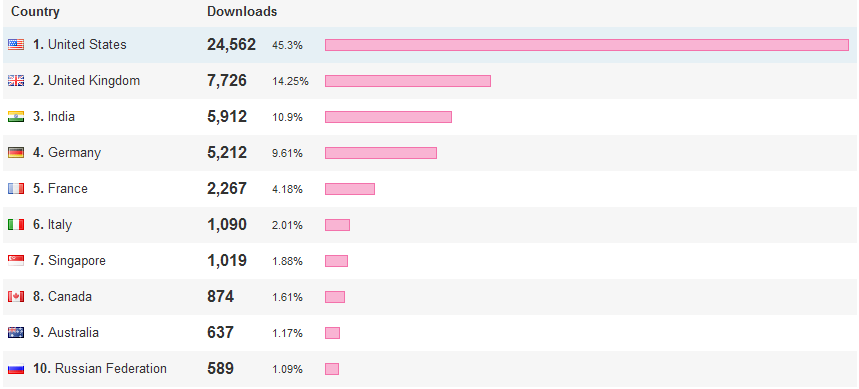 Country Downloads
1. United States 24,562 45.3%
2. United Kingdom 7,726 14.25%
3. India 5,912 10.9%
4. Germany 5,212 9.61%
5. France 2,267 4.18%
6. Italy 1,090 2.01%
7. Singapore 1,019 1.88%
8. Canada 874 1.61%
9. Australia 637 1.17%
10. Russian Federation 589 1.09%